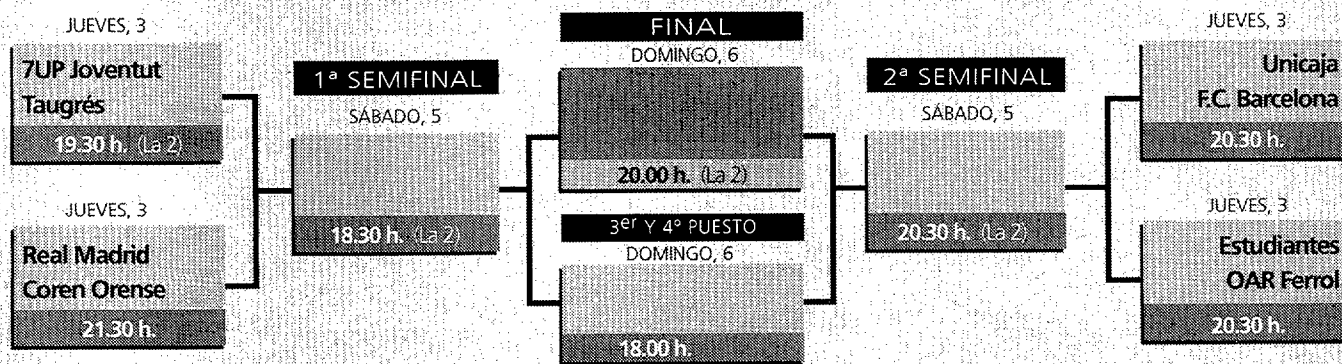 JUEVES, 3
7UP Joventut
Taugrés
19.30 h. (La 2)
JUEVES, 3
Real Madrid
Coren Orense
21.30 h.
1ª SEMIFINAL
SÁBADO, 5
18.30 h. (La 2)
FINAL
DOMINGO, 6
20.00 h. (La 2)
3er Y 4º PUESTO
DOMINGO, 6
18.00 h.
2ª SEMIFINAL
SÁBADO, 5
20.30 h. (La 2)
JUEVES, 3
Unicaja
F.C. Barcelona
20.30 h.
JUEVES, 3
Estudiantes
OAR Ferrol
20.30 h.